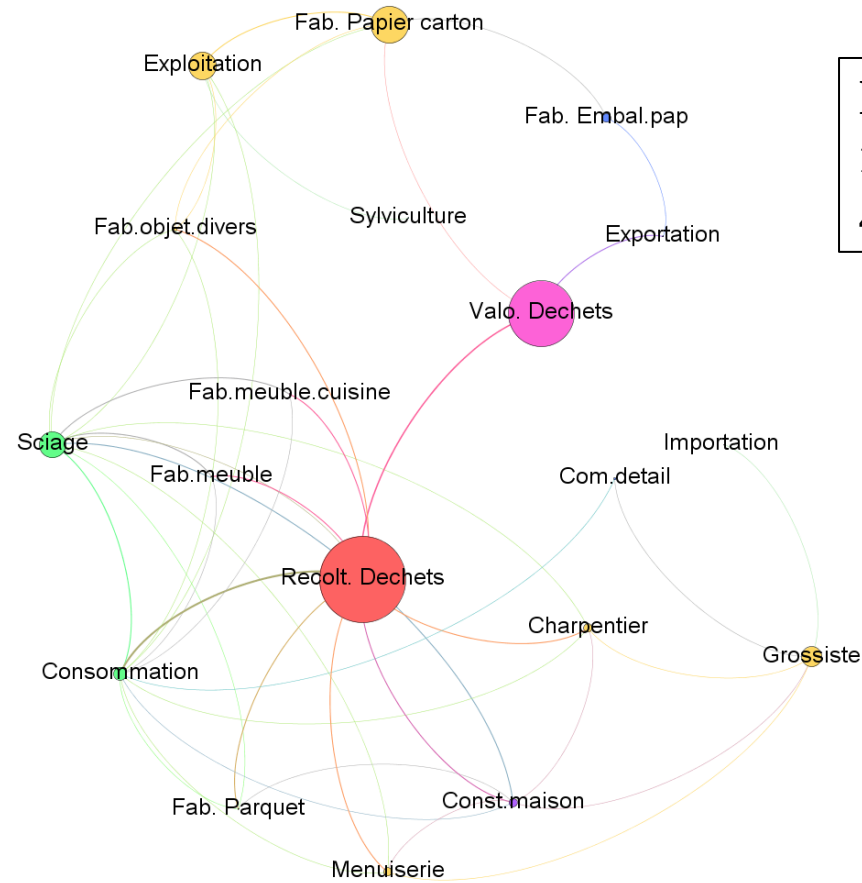 Fab. Papier carton
Exploitation
Fab. Embal.pap
Sylviculture
Fab.objet.divers
Exportation
Valo. Dechets
Fab.meuble.cuisine
Sciage
Importation
Fab.meuble
Com.detail
Recolt. Dechets
Charpentier
Grossiste
Consommation
Const.maison
Fab. Parquet
Menuiserie